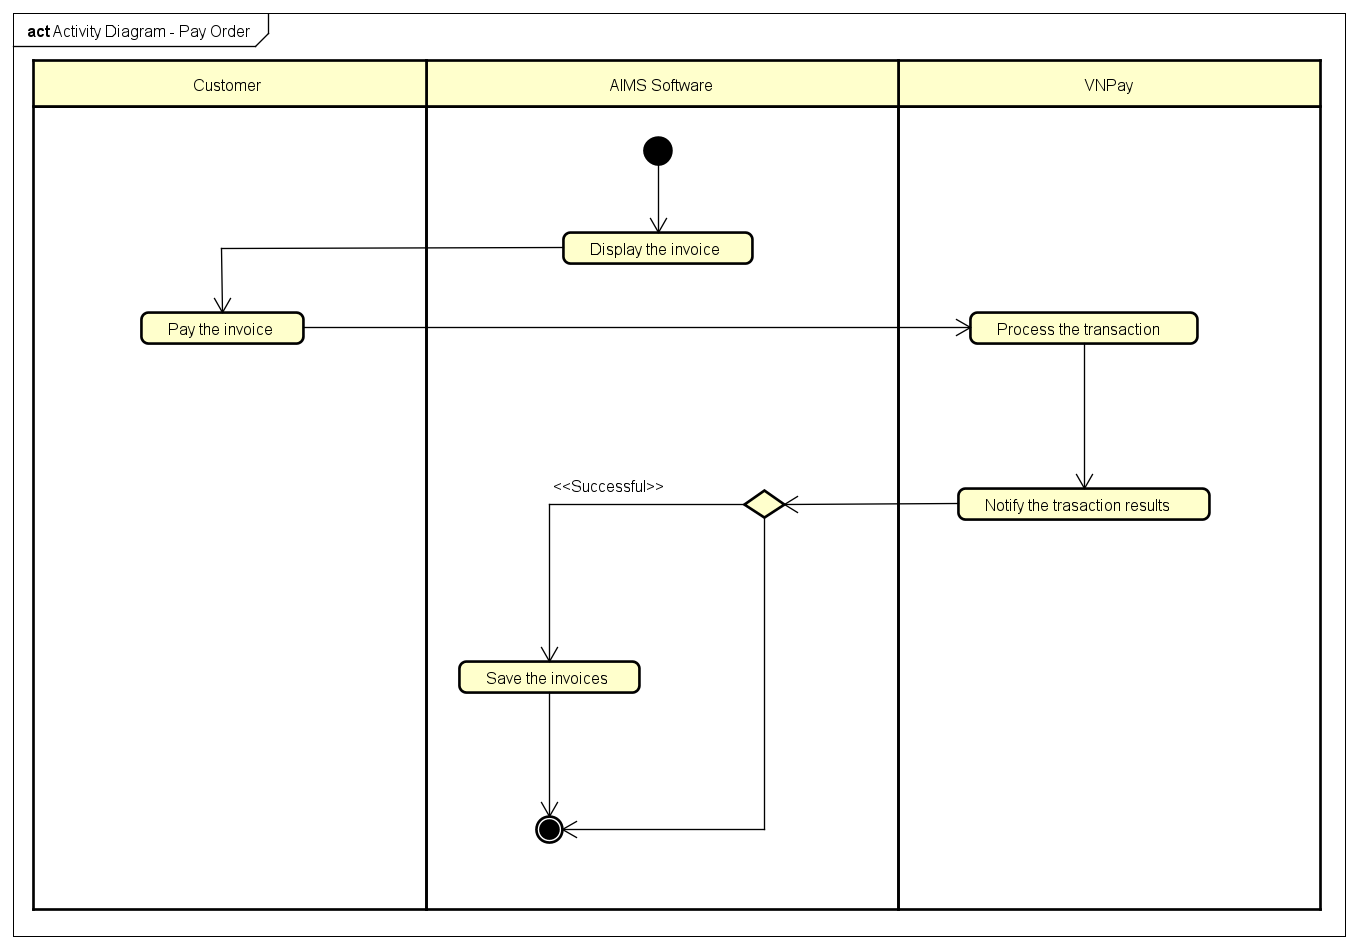 act Activity Diagram - Pay Order
Customer
AIMS Software
VNPay
Display the invoice
Pay the invoice
Process the transaction
<<Successful>>
Notify the trasaction results
Save the invoices